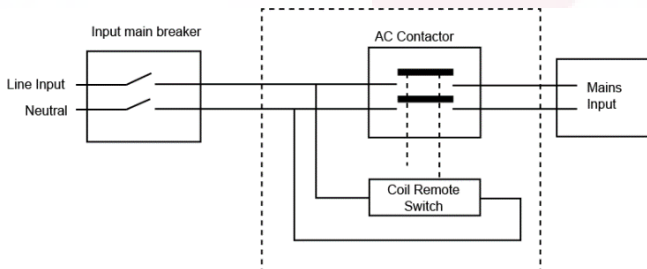 Input main breaker
AC Contactor
Line Input
Neutral
Mains
Input
Coil Remote
Switch